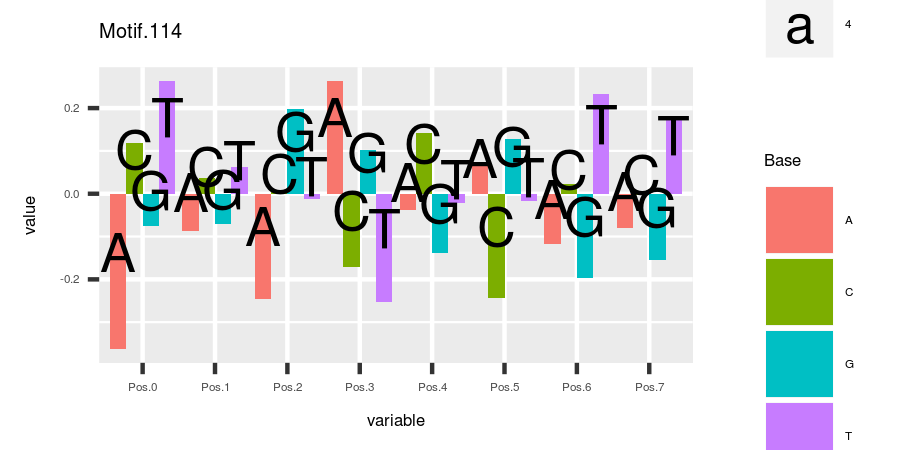 Motif.114
a 4
value
0.2
0.0
-0.2
A C G T A C G T A C G T A C G T A C G T A C G T A C G T A C G T
Pos.0 Pos.1 Pos.2 Pos.3 Pos.4 Pos.5 Pos.6 Pos.7
variable
Base
A
C
G
T